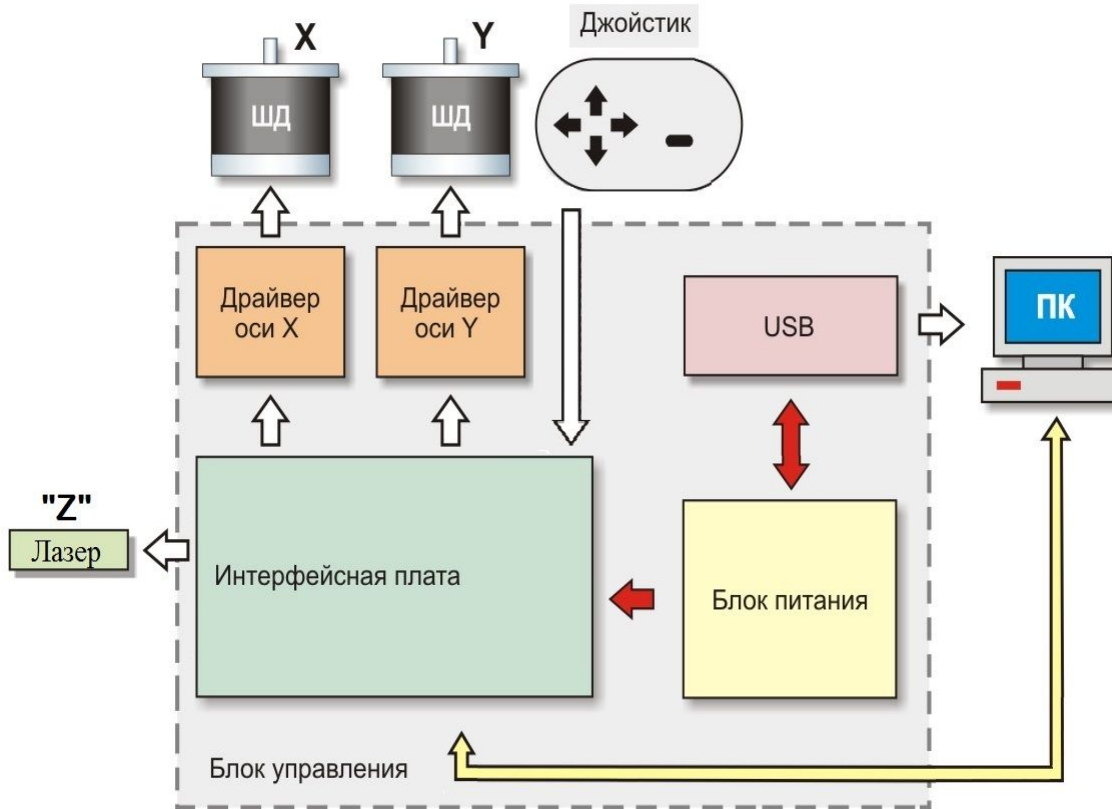 Джойстик
X
Y
ШД
ШД
Драйвер
оси X
Драйвер
оси Y
USB
ПК
"Z"
Лазер
Интерфейсная плата
Блок питания
Блок управления